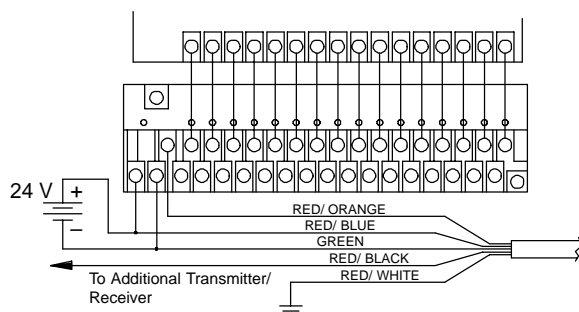 24 V
+
−
RED/ ORANGE
RED/ BLUE
GREEN
RED/ BLACK
RED/ WHITE
To Additional Transmitter/
Receiver